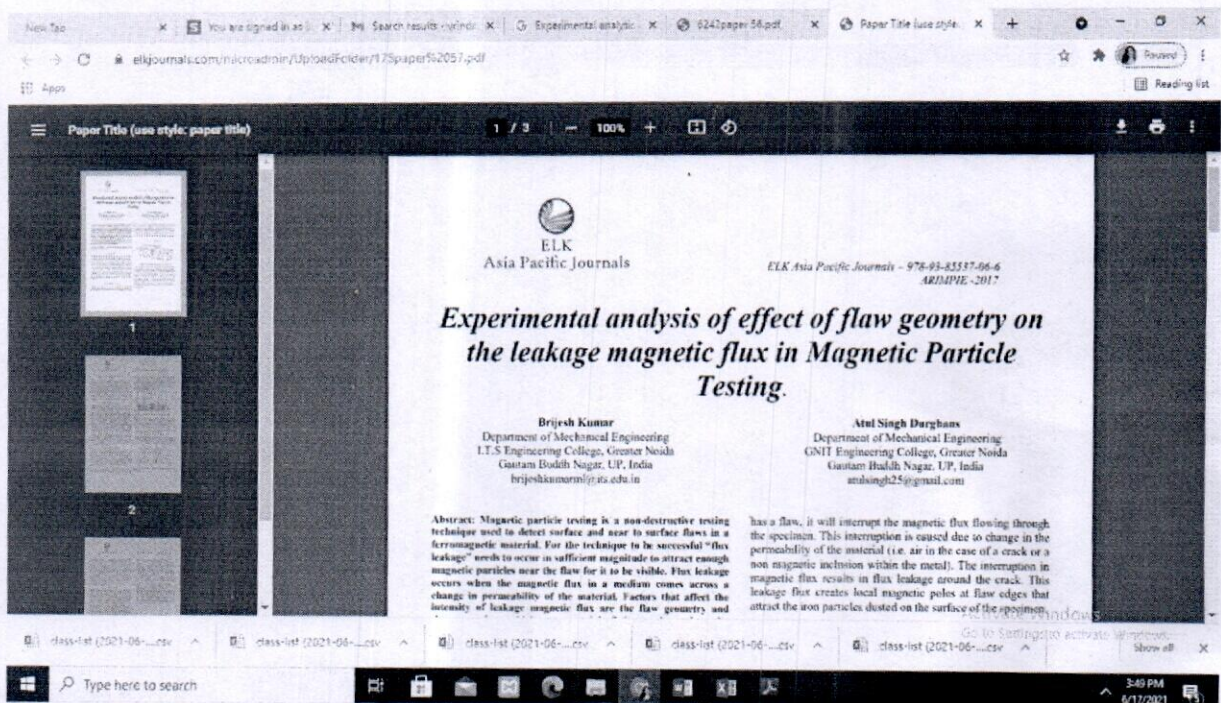 New Tab
You are signed in as
Search results -
Experimental analysic
6242paper 56.pdf
Paper Title (use style.
elkjournals.com/microadmin/UploadFolder/175paper%2057.pdf
Paused
Apps
Reading list
Paper Title (use style: paper title)
1 / 3
100%
1
2
ELK
Asia Pacific Journals
ELK Asia Pacific Journals – 978-93-85537-06-6
ARIMPIE -2017
Experimental analysis of effect of flaw geometry on
the leakage magnetic flux in Magnetic Particle
Testing.
Brijesh Kumar
Department of Mechanical Engineering
I.T.S Engineering College, Greater Noida
Gautam Buddh Nagar, UP, India
Atul Singh Durghans
Department of Mechanical Engineering
GNIT Engineering College, Greater Noida
Gautam Buddh Nagar, UP, India
atulsingh25@gmail.com
Abstract: Magnetic particle testing is a non-destructive testing
technique used to detect surface and near to surface flaws in a
ferromagnetic material. For the technique to be successful "flux
leakage" needs to occur in sufficient magnitude to attract enough
magnetic particles near the flaw for it to be visible. Flux leakage
occurs when the magnetic flux in a medium comes across a
change in permeability of the material. Factors that affect the
intensity of leakage magnetic flux are the flaw geometry and
has a flaw, it will interrupt the magnetic flux flowing through
the specimen. This interruption is caused due to change in the
permeability of the material (i.e. air in the case of a crack or a
non magnetic inclusion within the metal). The interruption in
magnetic flux results in flux leakage around the crack. This
leakage flux creates local magnetic poles at flaw edges that
attract the iron particles dusted on the surface of the specimen.
Activate Windows
Go to Settings to activate Windows.
class-list (2021-06-....csv
class-list (2021-06-....csv
class-list (2021-06-....csv
class-list (2021-06-....csv
class-list (2021-06-....csv
Show all
Type here to search
3:49 PM
6/17/2021